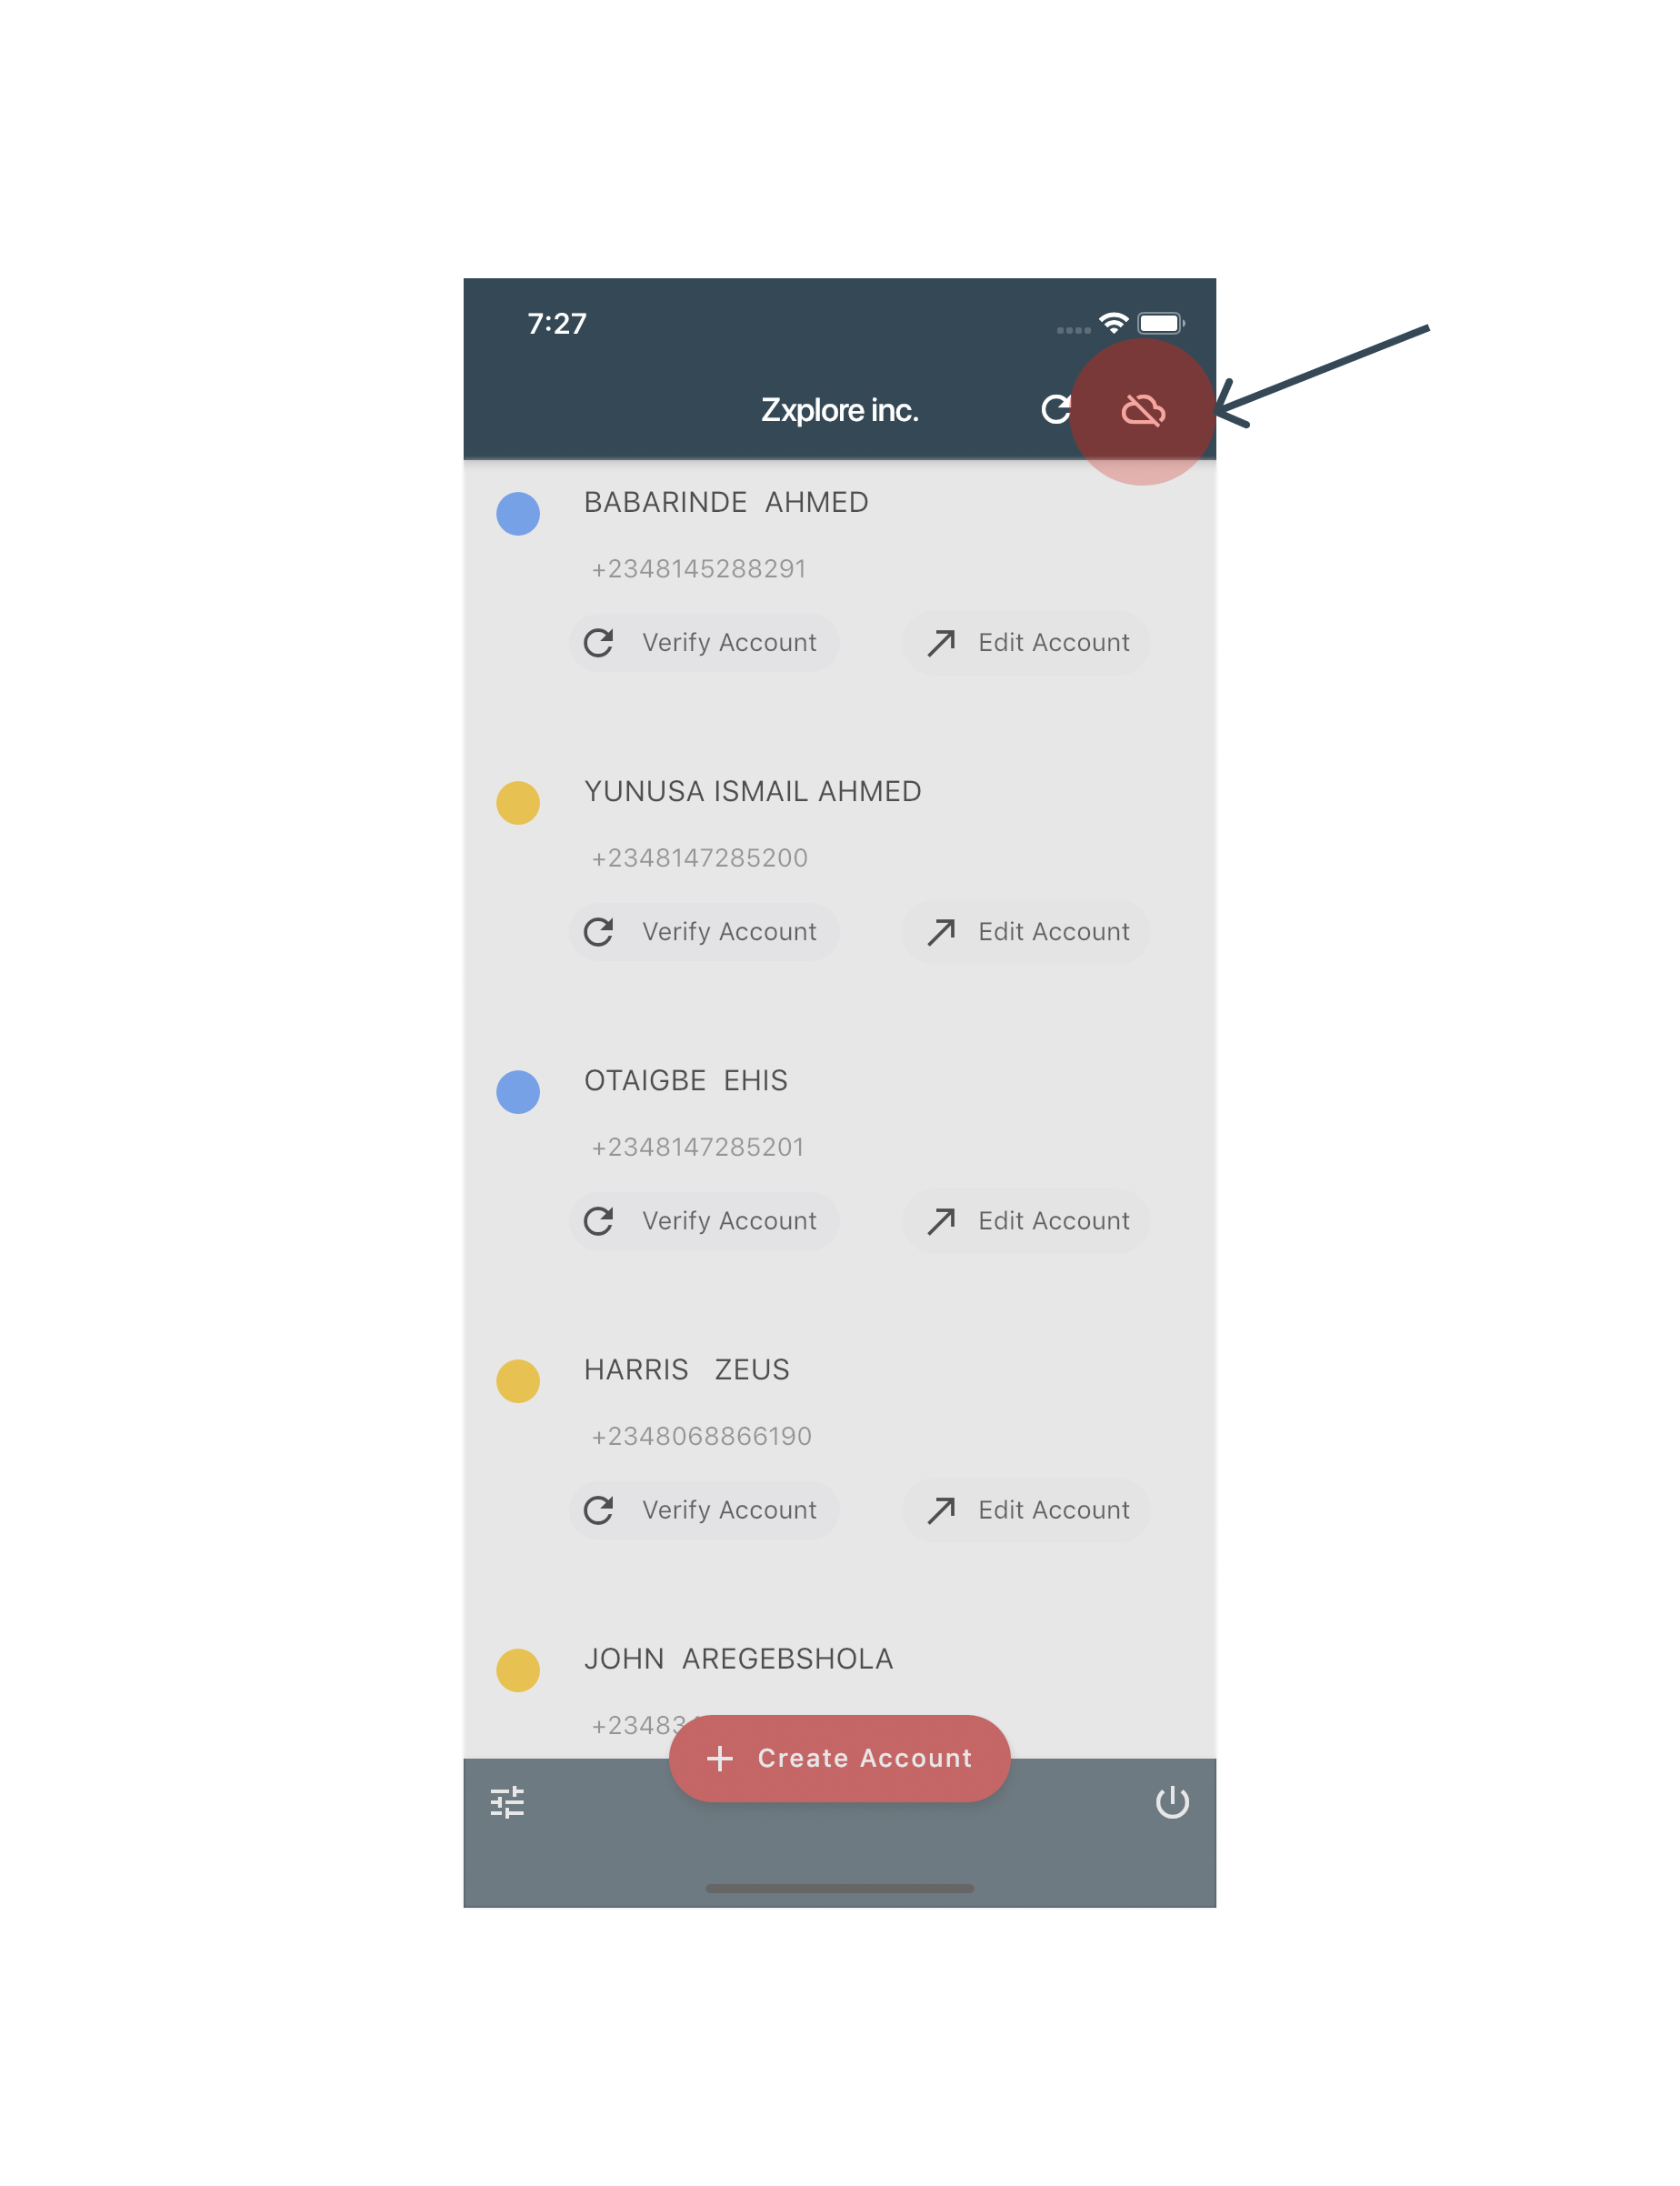 7:27
Zxplore inc.
BABARINDE AHMED
+2348145288291
Verify Account Edit Account
YUNUSA ISMAIL AHMED
+2348147285200
Verify Account Edit Account
OTAIGBE EHIS
+2348147285201
Verify Account Edit Account
HARRIS ZEUS
+2348068866190
Verify Account Edit Account
JOHN AREGEBSHOLA
+23483
Create Account